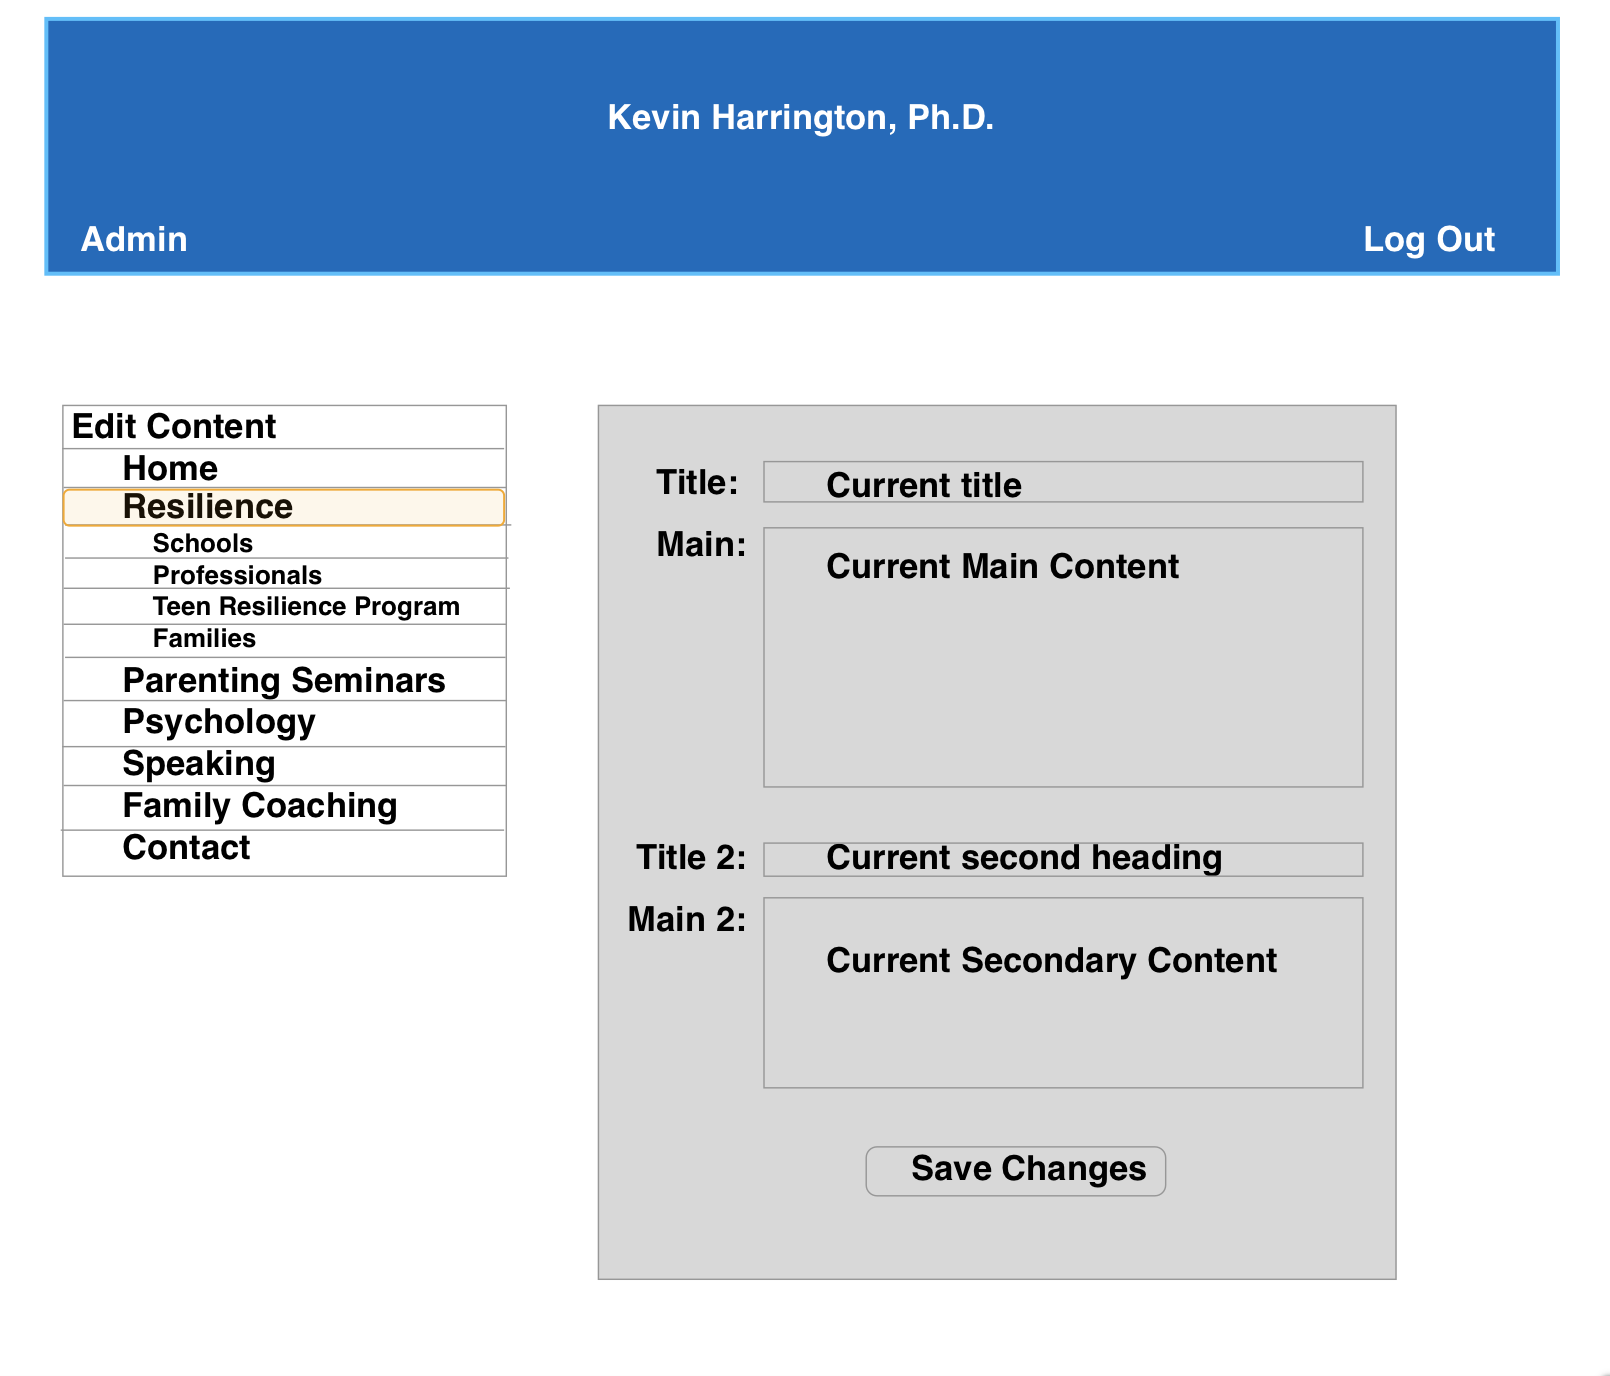 Kevin Harrington, Ph.D.
Admin
Log Out
Edit Content
Home
Resilience
Schools
Professionals
Teen Resilience Program
Families
Parenting Seminars
Psychology
Speaking
Family Coaching
Contact
Title: Current title
Main: Current Main Content
Title 2: Current second heading
Main 2: Current Secondary Content
Save Changes